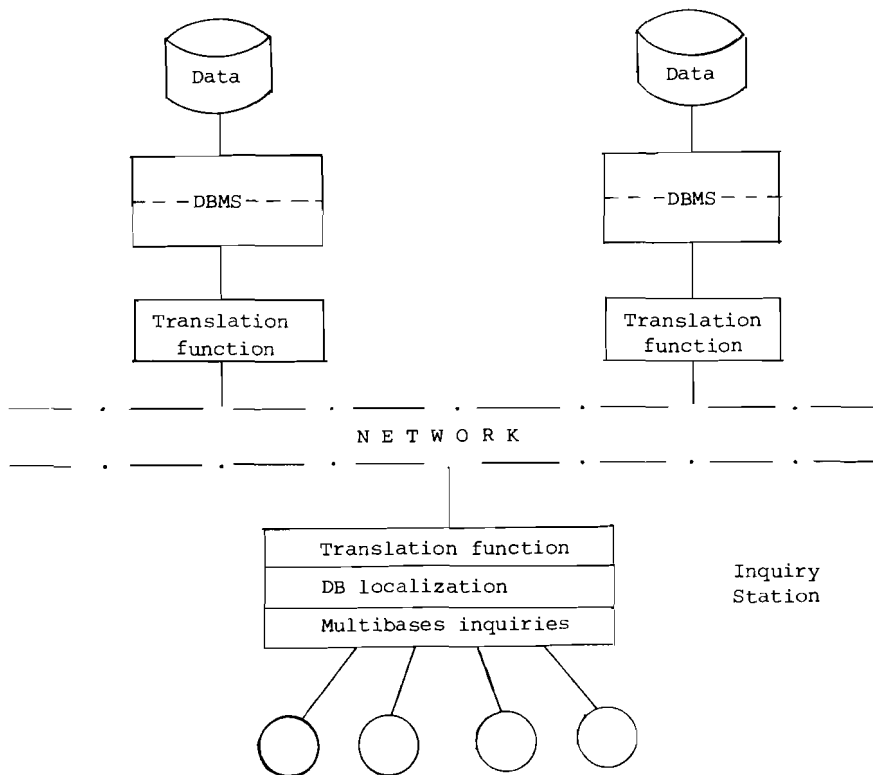 Data
Data
DBMS
DBMS
Translation
function
Translation
function
NETWORK
Translation function
DB localization
Multibases inquiries
Inquiry
Station